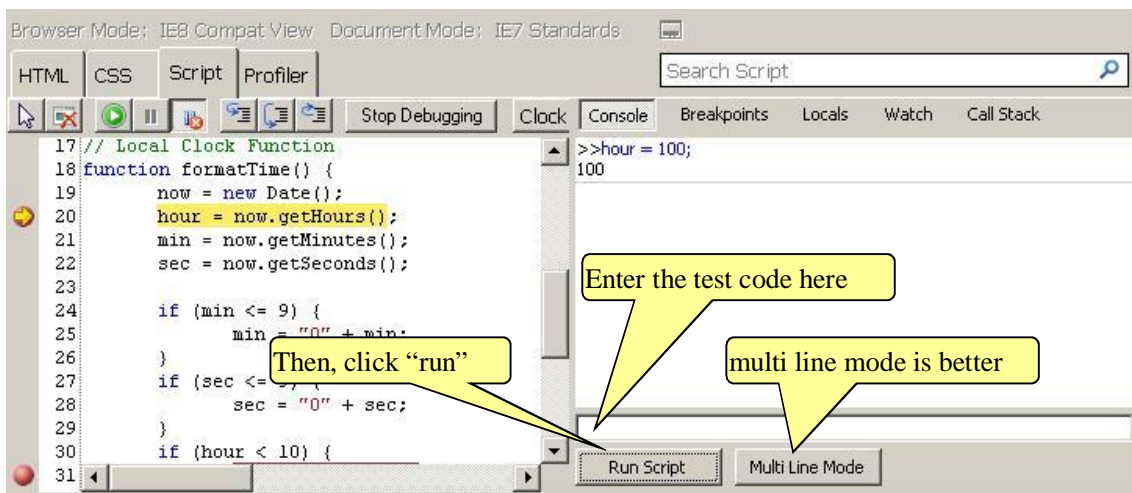 Browser Mode: IE8 Compat View Document Mode: IE7 Standards
HTML CSS Script Profiler
Search Script
Stop Debugging Clock
Console Breakpoints Locals Watch Call Stack
17 // Local Clock Function
18 function formatTime() {
19 now = new Date();
20 hour = now.getHours();
21 min = now.getMinutes();
22 sec = now.getSeconds();
23
24 if (min <= 9) {
25 min = "0" + min;
26 }
27 if (sec <=
28 sec = "0" + sec;
29 }
30 if (hour < 10) {
31
>>hour = 100;
100
Enter the test code here
Then, click “run”
multi line mode is better
Run Script Multi Line Mode